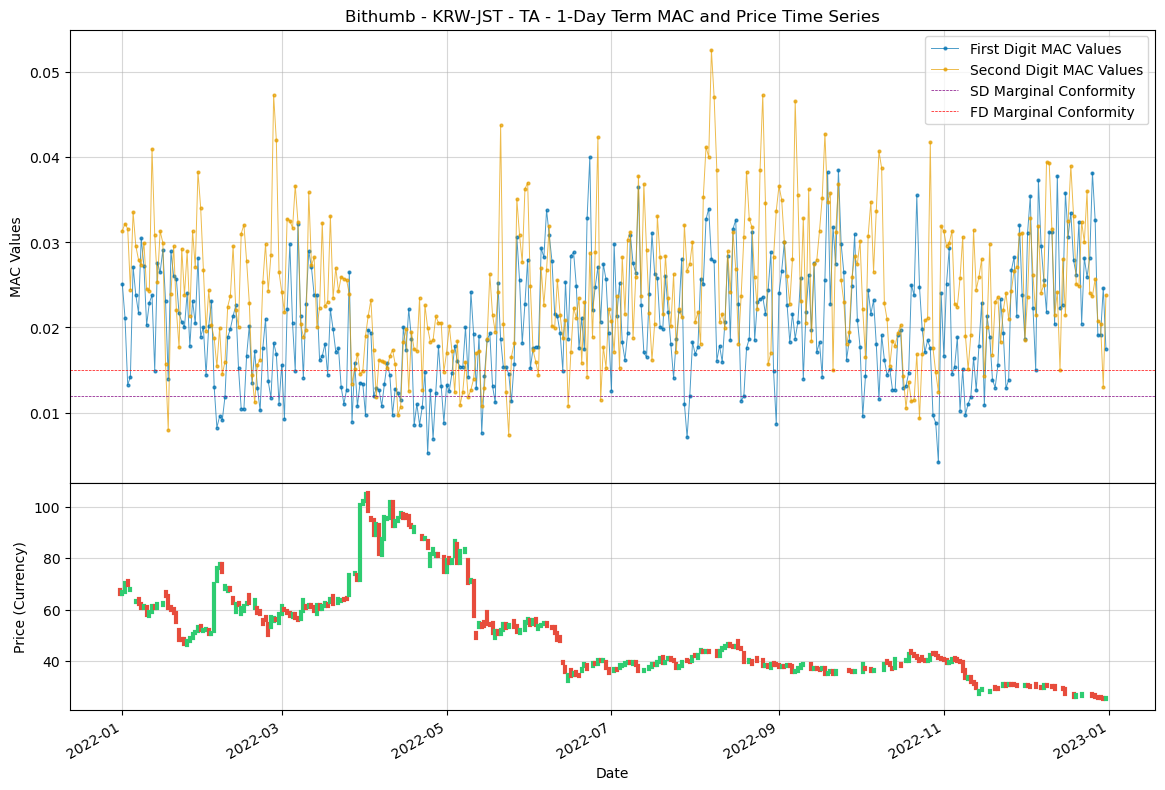 Bithumb - KRW-JST - TA - 1-Day Term MAC and Price Time Series
First Digit MAC Values
Second Digit MAC Values
SD Marginal Conformity
FD Marginal Conformity
MAC Values
0.05
0.04
0.03
0.02
0.01
Price (Currency)
100
80
60
40
2022-01
2022-03
2022-05
2022-07
2022-09
2022-11
2023-01
Date